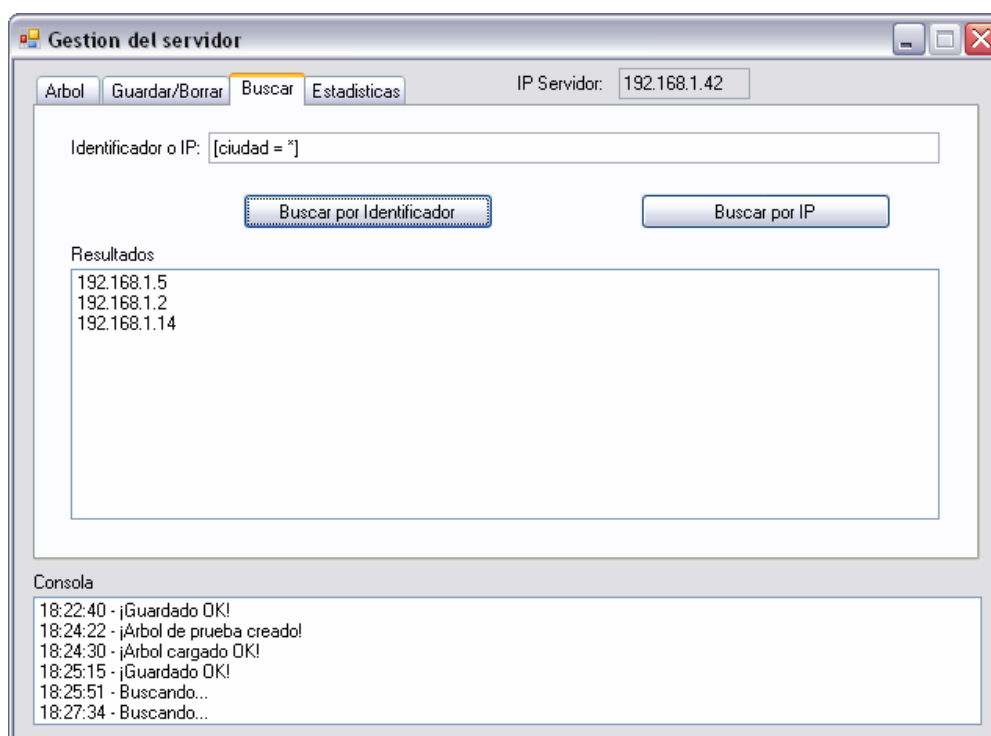 Gestion del servidor
Arbol Guardar/Borrar Buscar Estadisticas IP Servidor: 192.168.1.42
Identificador o IP: [ciudad = *]
Buscar por Identificador Buscar por IP
Resultados
192.168.1.5
192.168.1.2
192.168.1.14
Consola
18:22:40 - ¡Guardado OK!
18:24:22 - ¡Arbol de prueba creado!
18:24:30 - ¡Arbol cargado OK!
18:25:15 - ¡Guardado OK!
18:25:51 - Buscando...
18:27:34 - Buscando...